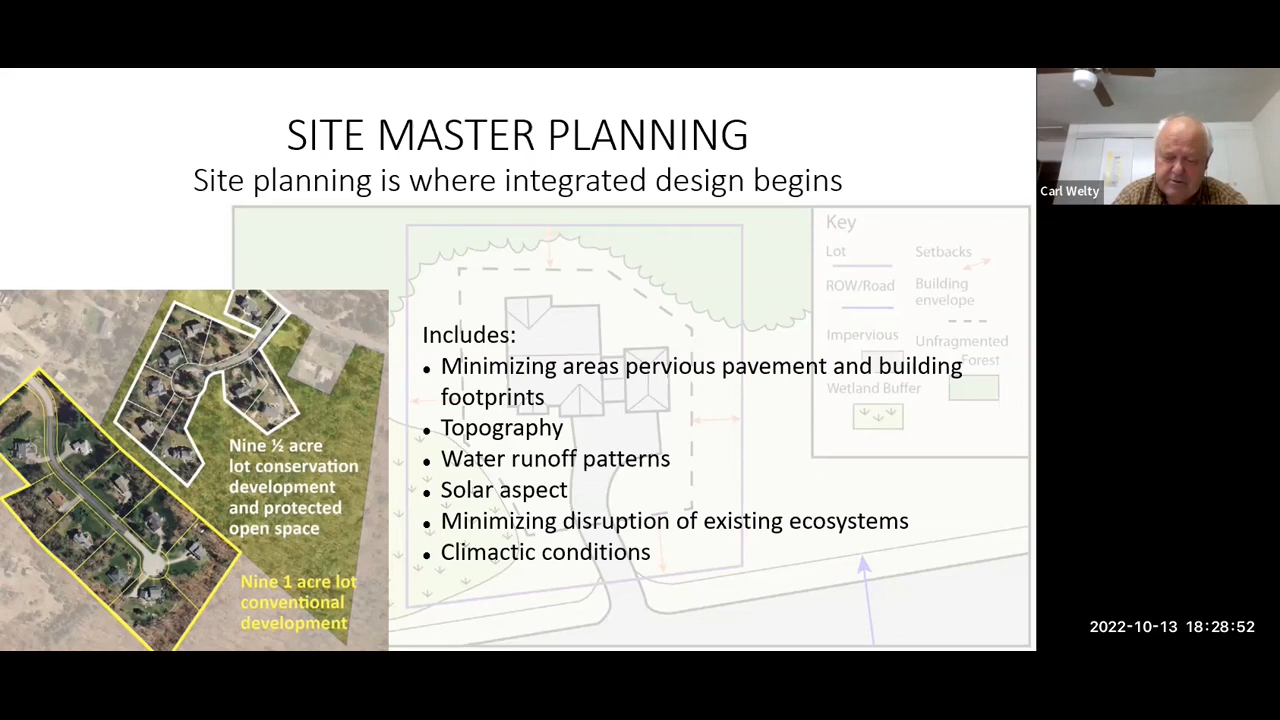 SITE MASTER PLANNING
Site planning is where integrated design begins
Carl Welty
Key
Lot
Setbacks
ROW/Road
Building
envelope
Impervious
Unfragmented
Forest
Wetland Buffer
Includes:
• Minimizing areas pervious pavement and building
footprints
• Topography
• Water runoff patterns
• Solar aspect
• Minimizing disruption of existing ecosystems
• Climactic conditions
Nine ½ acre
lot conservation
development
and protected
open space
Nine 1 acre lot
conventional
development
2022-10-13 18:28:52